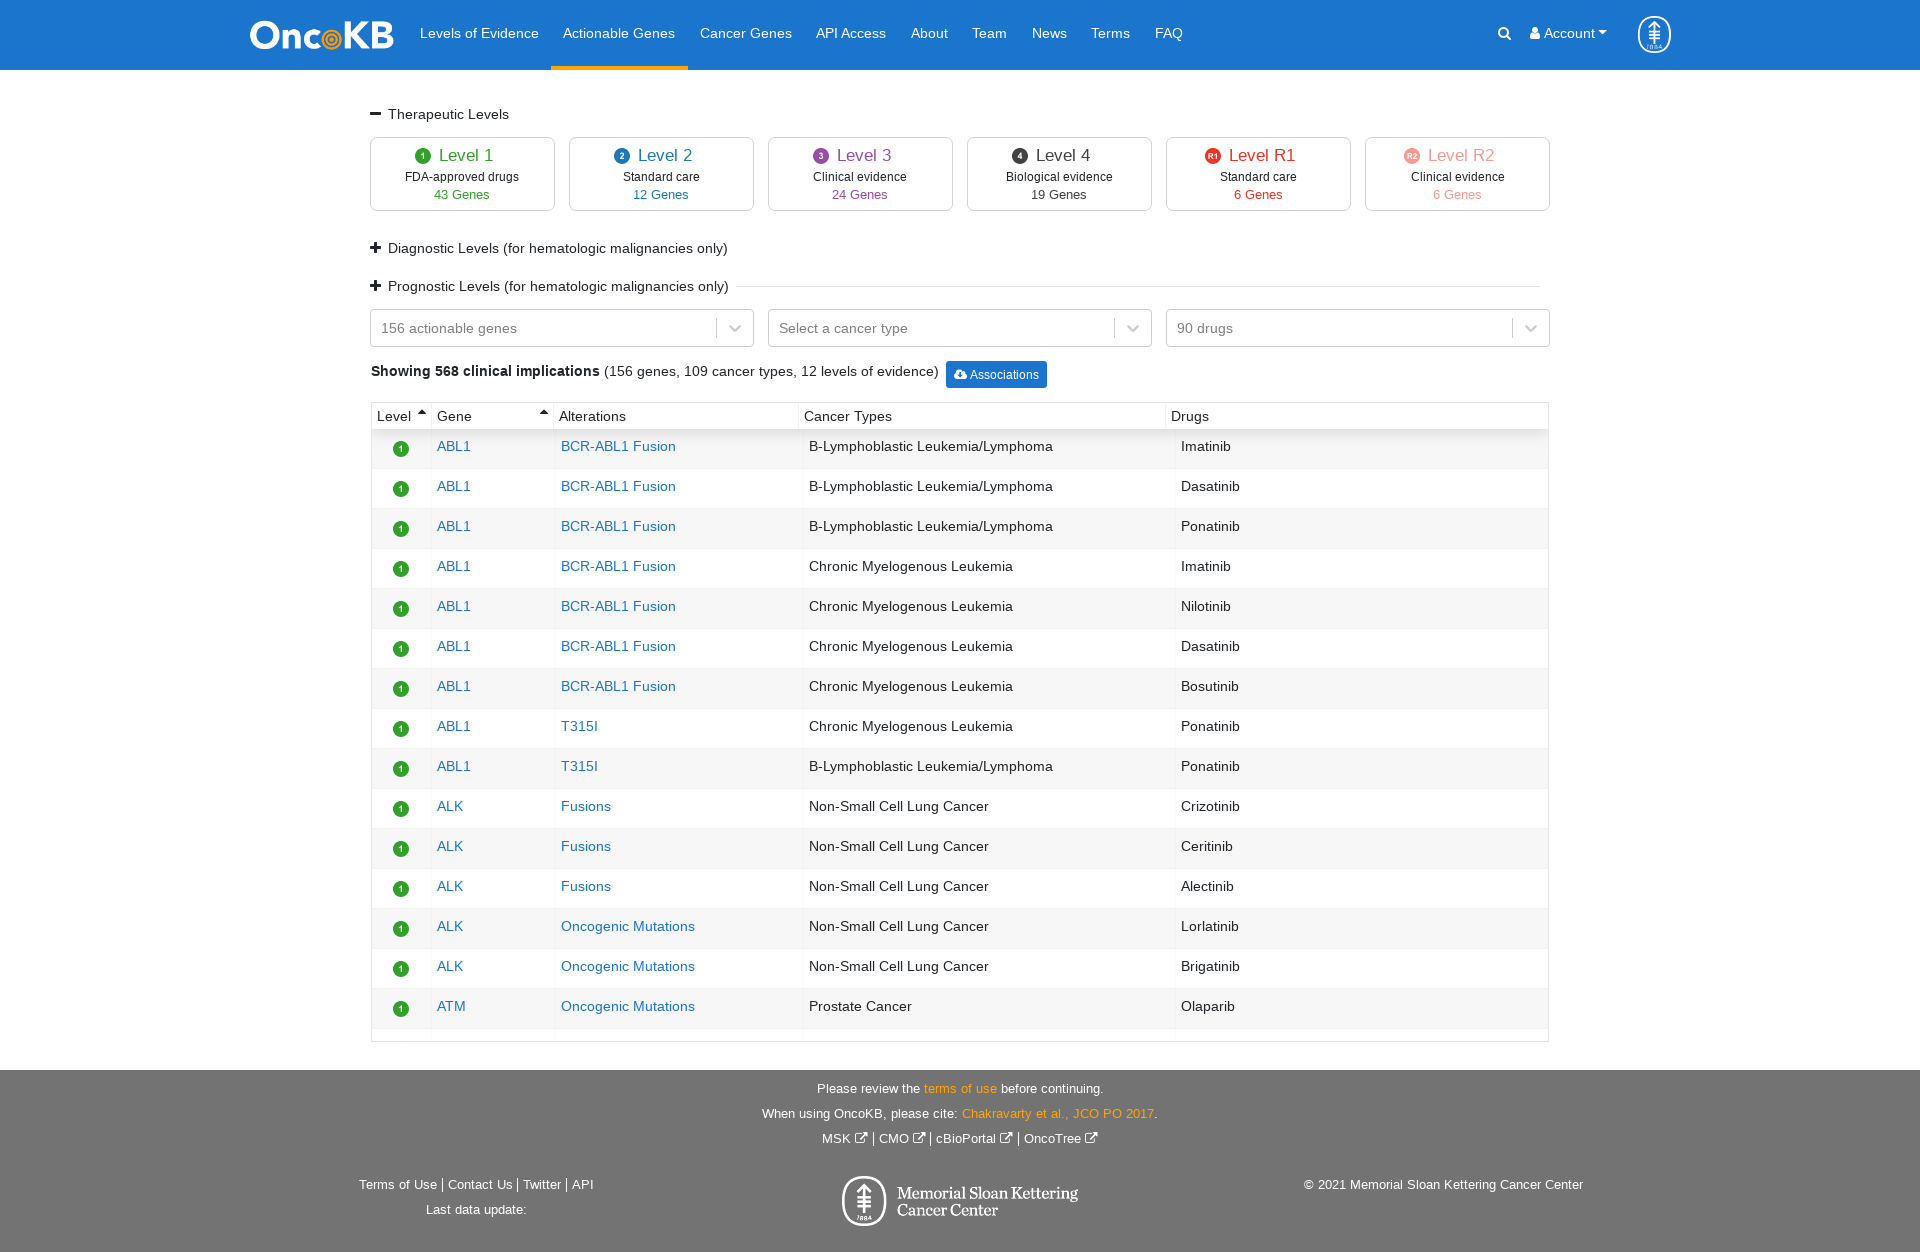 OncoKB Levels of Evidence Actionable Genes Cancer Genes API Access About Team News Terms FAQ Account
Therapeutic Levels
1 Level 1 2 Level 2 3 Level 3 4 Level 4 R1 Level R1 R2 Level R2
FDA-approved drugs Standard care Clinical evidence Biological evidence Standard care Clinical evidence
43 Genes 12 Genes 24 Genes 19 Genes 6 Genes 6 Genes
Diagnostic Levels (for hematologic malignancies only)
Prognostic Levels (for hematologic malignancies only)
156 actionable genes Select a cancer type 90 drugs
Showing 568 clinical implications (156 genes, 109 cancer types, 12 levels of evidence) Associations
Level Gene Alterations Cancer Types Drugs
1 ABL1 BCR-ABL1 Fusion B-Lymphoblastic Leukemia/Lymphoma Imatinib
1 ABL1 BCR-ABL1 Fusion B-Lymphoblastic Leukemia/Lymphoma Dasatinib
1 ABL1 BCR-ABL1 Fusion B-Lymphoblastic Leukemia/Lymphoma Ponatinib
1 ABL1 BCR-ABL1 Fusion Chronic Myelogenous Leukemia Imatinib
1 ABL1 BCR-ABL1 Fusion Chronic Myelogenous Leukemia Nilotinib
1 ABL1 BCR-ABL1 Fusion Chronic Myelogenous Leukemia Dasatinib
1 ABL1 BCR-ABL1 Fusion Chronic Myelogenous Leukemia Bosutinib
1 ABL1 T315I Chronic Myelogenous Leukemia Ponatinib
1 ABL1 T315I B-Lymphoblastic Leukemia/Lymphoma Ponatinib
1 ALK Fusions Non-Small Cell Lung Cancer Crizotinib
1 ALK Fusions Non-Small Cell Lung Cancer Ceritinib
1 ALK Fusions Non-Small Cell Lung Cancer Alectinib
1 ALK Oncogenic Mutations Non-Small Cell Lung Cancer Lorlatinib
1 ALK Oncogenic Mutations Non-Small Cell Lung Cancer Brigatinib
1 ATM Oncogenic Mutations Prostate Cancer Olaparib
Please review the terms of use before continuing.
When using OncoKB, please cite: Chakravarty et al., JCO PO 2017.
MSK | CMO | cBioPortal | OncoTree
Terms of Use | Contact Us | Twitter | API
Last data update:
1884 Memorial Sloan Kettering
Cancer Center
© 2021 Memorial Sloan Kettering Cancer Center